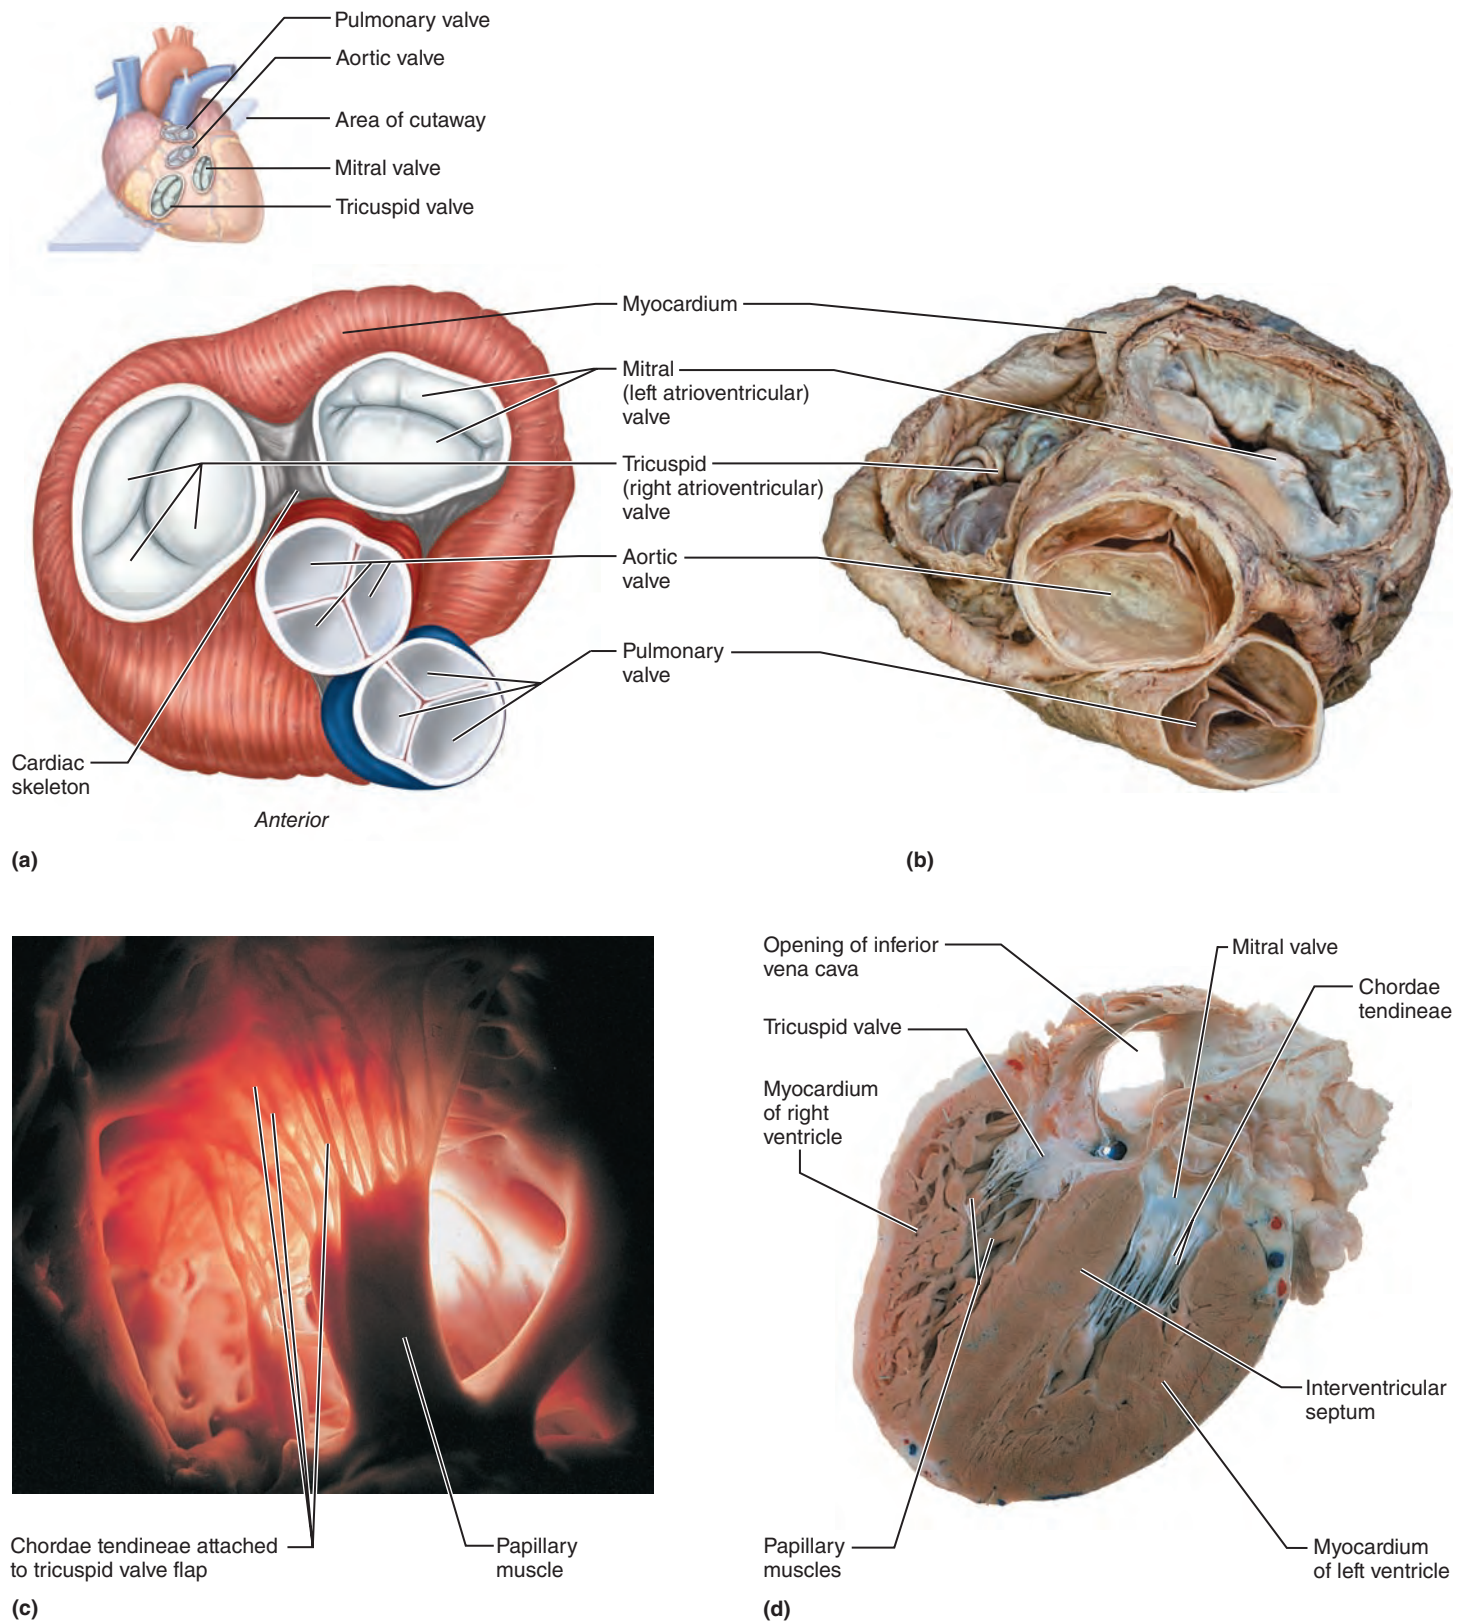 Pulmonary valve
Aortic valve
Area of cutaway
Mitral valve
Tricuspid valve
Myocardium
Mitral
(left atrioventricular)
valve
Tricuspid
(right atrioventricular)
valve
Aortic
valve
Pulmonary
valve
Cardiac
skeleton
Anterior
(a)
(b)
Opening of inferior
vena cava
Tricuspid valve
Myocardium
of right
ventricle
Mitral valve
Chordae
tendineae
Interventricular
septum
Chordae tendineae attached
to tricuspid valve flap
Papillary
muscle
Papillary
muscles
Myocardium
of left ventricle
(c)
(d)